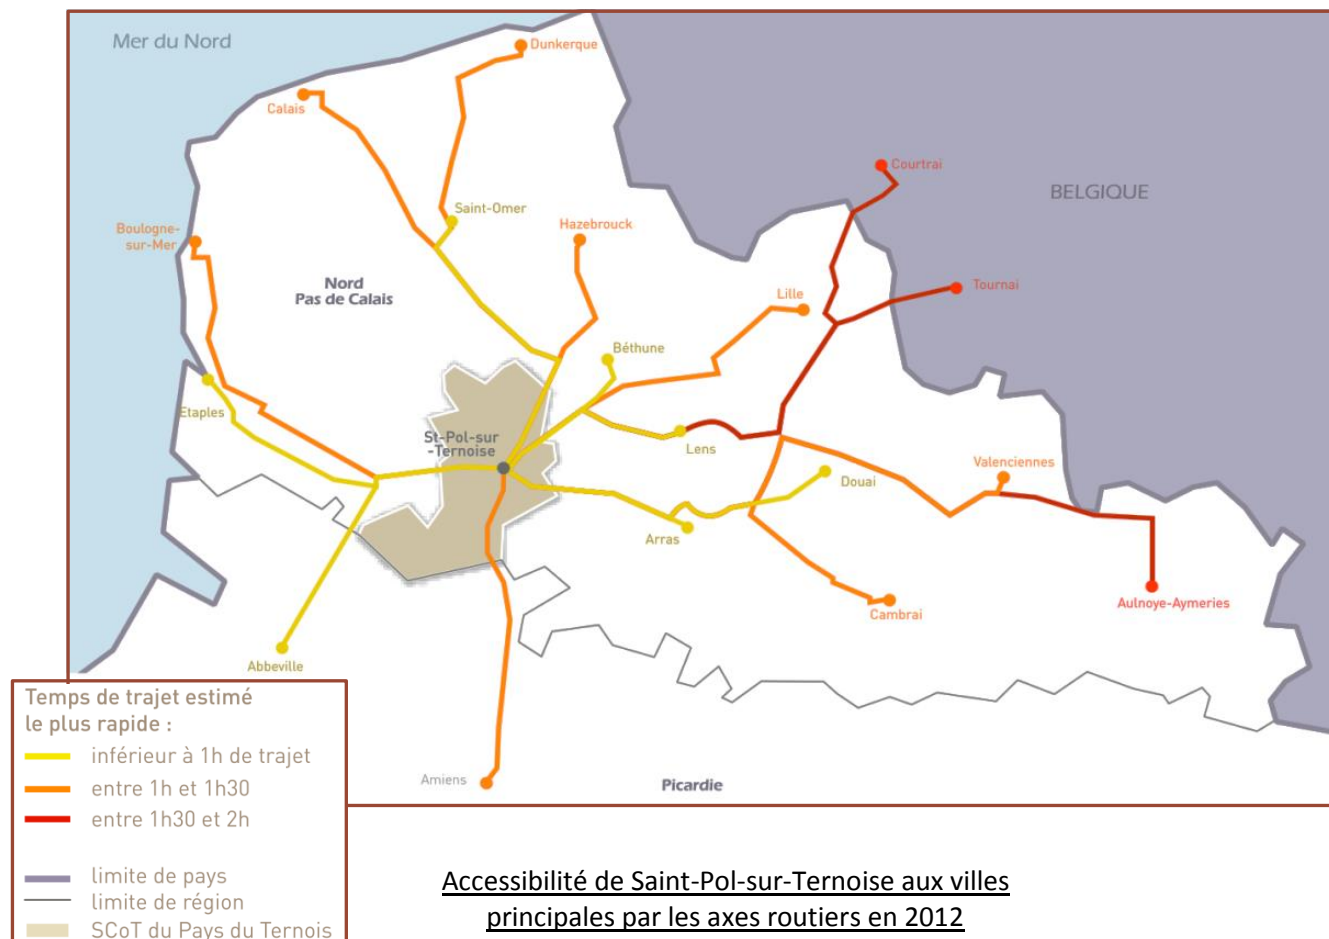 Mer du Nord
Dunkerque
Calais
Courtrai
BELGIQUE
Saint-Omer
Boulogne-
sur-Mer
Hazebrouck
Nord
Pas de Calais
Lille
Tournai
Béthune
Etaples
St-Pol-sur
-Ternoise
Lens
Valenciennes
Douai
Arras
Aulnoye-Aymeries
Cambrai
Abbeville
Amiens
Picardie
Temps de trajet estimé
le plus rapide :
inférieur à 1h de trajet
entre 1h et 1h30
entre 1h30 et 2h
limite de pays
limite de région
SCoT du Pays du Ternois
Accessibilité de Saint-Pol-sur-Ternoise aux villes
principales par les axes routiers en 2012